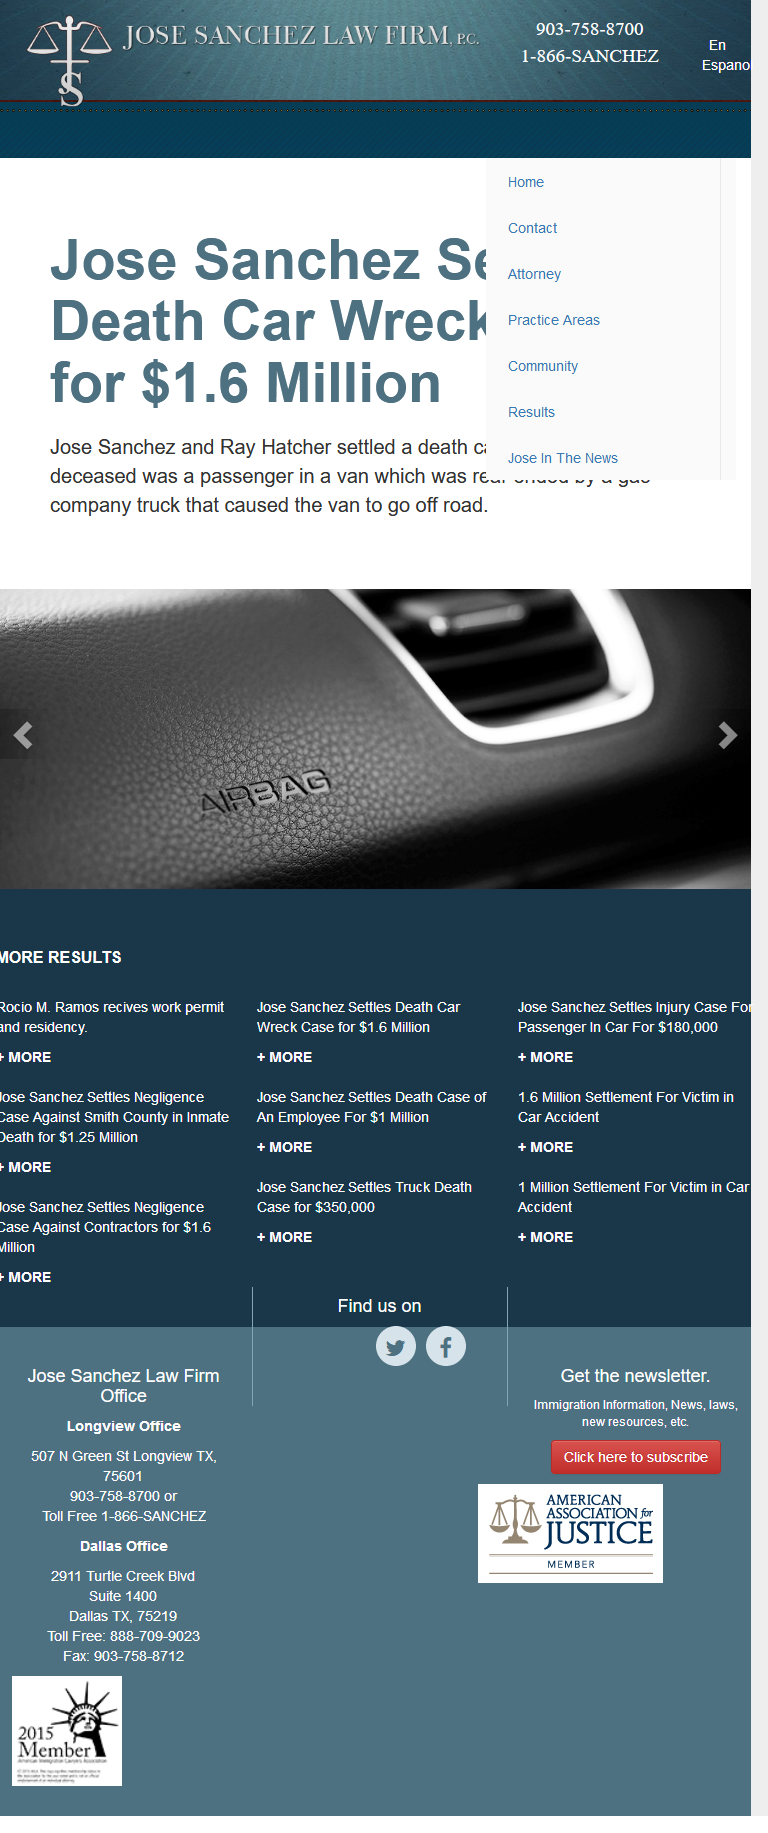 JOSE SANCHEZ LAW FIRM, P.C.
903-758-8700
1-866-SANCHEZ
En
Espano
Home
Contact
Attorney
Practice Areas
Community
Results
Jose In The News
Jose Sanchez Se
Death Car Wreck
for $1.6 Million
Jose Sanchez and Ray Hatcher settled a death ca
deceased was a passenger in a van which was rear ended by a gas
company truck that caused the van to go off road.
AIRBAG
MORE RESULTS
Rocio M. Ramos recives work permit
and residency.
+ MORE
Jose Sanchez Settles Negligence
Case Against Smith County in Inmate
Death for $1.25 Million
+ MORE
Jose Sanchez Settles Negligence
Case Against Contractors for $1.6
Million
+ MORE
Jose Sanchez Settles Death Car
Wreck Case for $1.6 Million
+ MORE
Jose Sanchez Settles Death Case of
An Employee For $1 Million
+ MORE
Jose Sanchez Settles Truck Death
Case for $350,000
+ MORE
Jose Sanchez Settles Injury Case For
Passenger In Car For $180,000
+ MORE
1.6 Million Settlement For Victim in
Car Accident
+ MORE
1 Million Settlement For Victim in Car
Accident
+ MORE
Jose Sanchez Law Firm
Office
Longview Office
507 N Green St Longview TX,
75601
903-758-8700 or
Toll Free 1-866-SANCHEZ
Dallas Office
2911 Turtle Creek Blvd
Suite 1400
Dallas TX, 75219
Toll Free: 888-709-9023
Fax: 903-758-8712
2015
Member
Find us on
Get the newsletter.
Immigration Information, News, laws,
new resources, etc.
Click here to subscribe
AMERICAN
ASSOCIATION for
JUSTICE
MEMBER